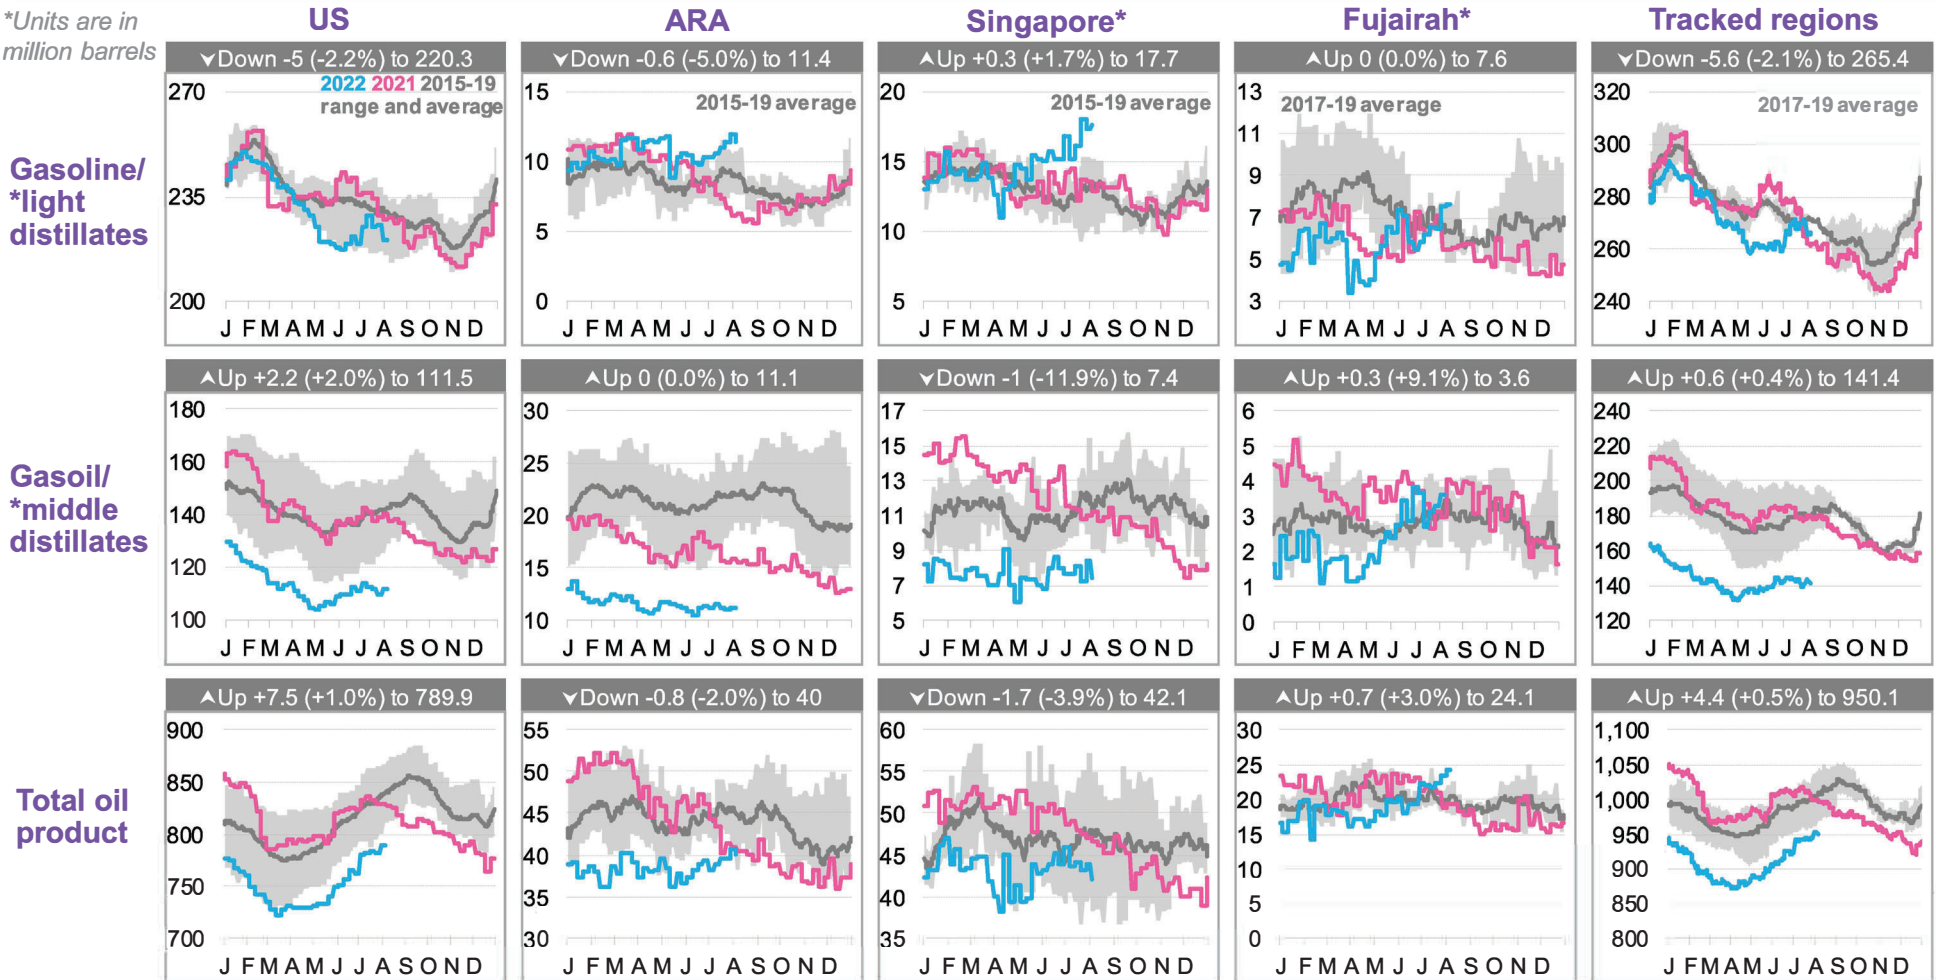 *Units are in
million barrels
US
ARA
Singapore*
Fujairah*
Tracked regions
Gasoline/
*light
distillates
Down -5 (-2.2%) to 220.3
2022 2021 2015-19
range and average
270
235
200
J F M A M J J A S O N D
Down -0.6 (-5.0%) to 11.4
2015-19 average
15
10
5
0
J F M A M J J A S O N D
Up +0.3 (+1.7%) to 17.7
2015-19 average
20
15
10
5
J F M A M J J A S O N D
Up 0 (0.0%) to 7.6
2017-19 average
13
11
9
7
5
3
J F M A M J J A S O N D
Down -5.6 (-2.1%) to 265.4
2017-19 average
320
300
280
260
240
J F M A M J J A S O N D
Gasoil/
*middle
distillates
Up +2.2 (+2.0%) to 111.5
180
160
140
120
100
J F M A M J J A S O N D
Up 0 (0.0%) to 11.1
30
25
20
15
10
J F M A M J J A S O N D
Down -1 (-11.9%) to 7.4
17
15
13
11
9
7
5
J F M A M J J A S O N D
Up +0.3 (+9.1%) to 3.6
6
5
4
3
2
1
0
J F M A M J J A S O N D
Up +0.6 (+0.4%) to 141.4
240
220
200
180
160
140
120
J F M A M J J A S O N D
Total oil
product
Up +7.5 (+1.0%) to 789.9
900
850
800
750
700
J F M A M J J A S O N D
Down -0.8 (-2.0%) to 40
55
50
45
40
35
30
J F M A M J J A S O N D
Down -1.7 (-3.9%) to 42.1
60
55
50
45
40
35
J F M A M J J A S O N D
Up +0.7 (+3.0%) to 24.1
30
25
20
15
10
5
0
J F M A M J J A S O N D
Up +4.4 (+0.5%) to 950.1
1,100
1,050
1,000
950
900
850
800
J F M A M J J A S O N D